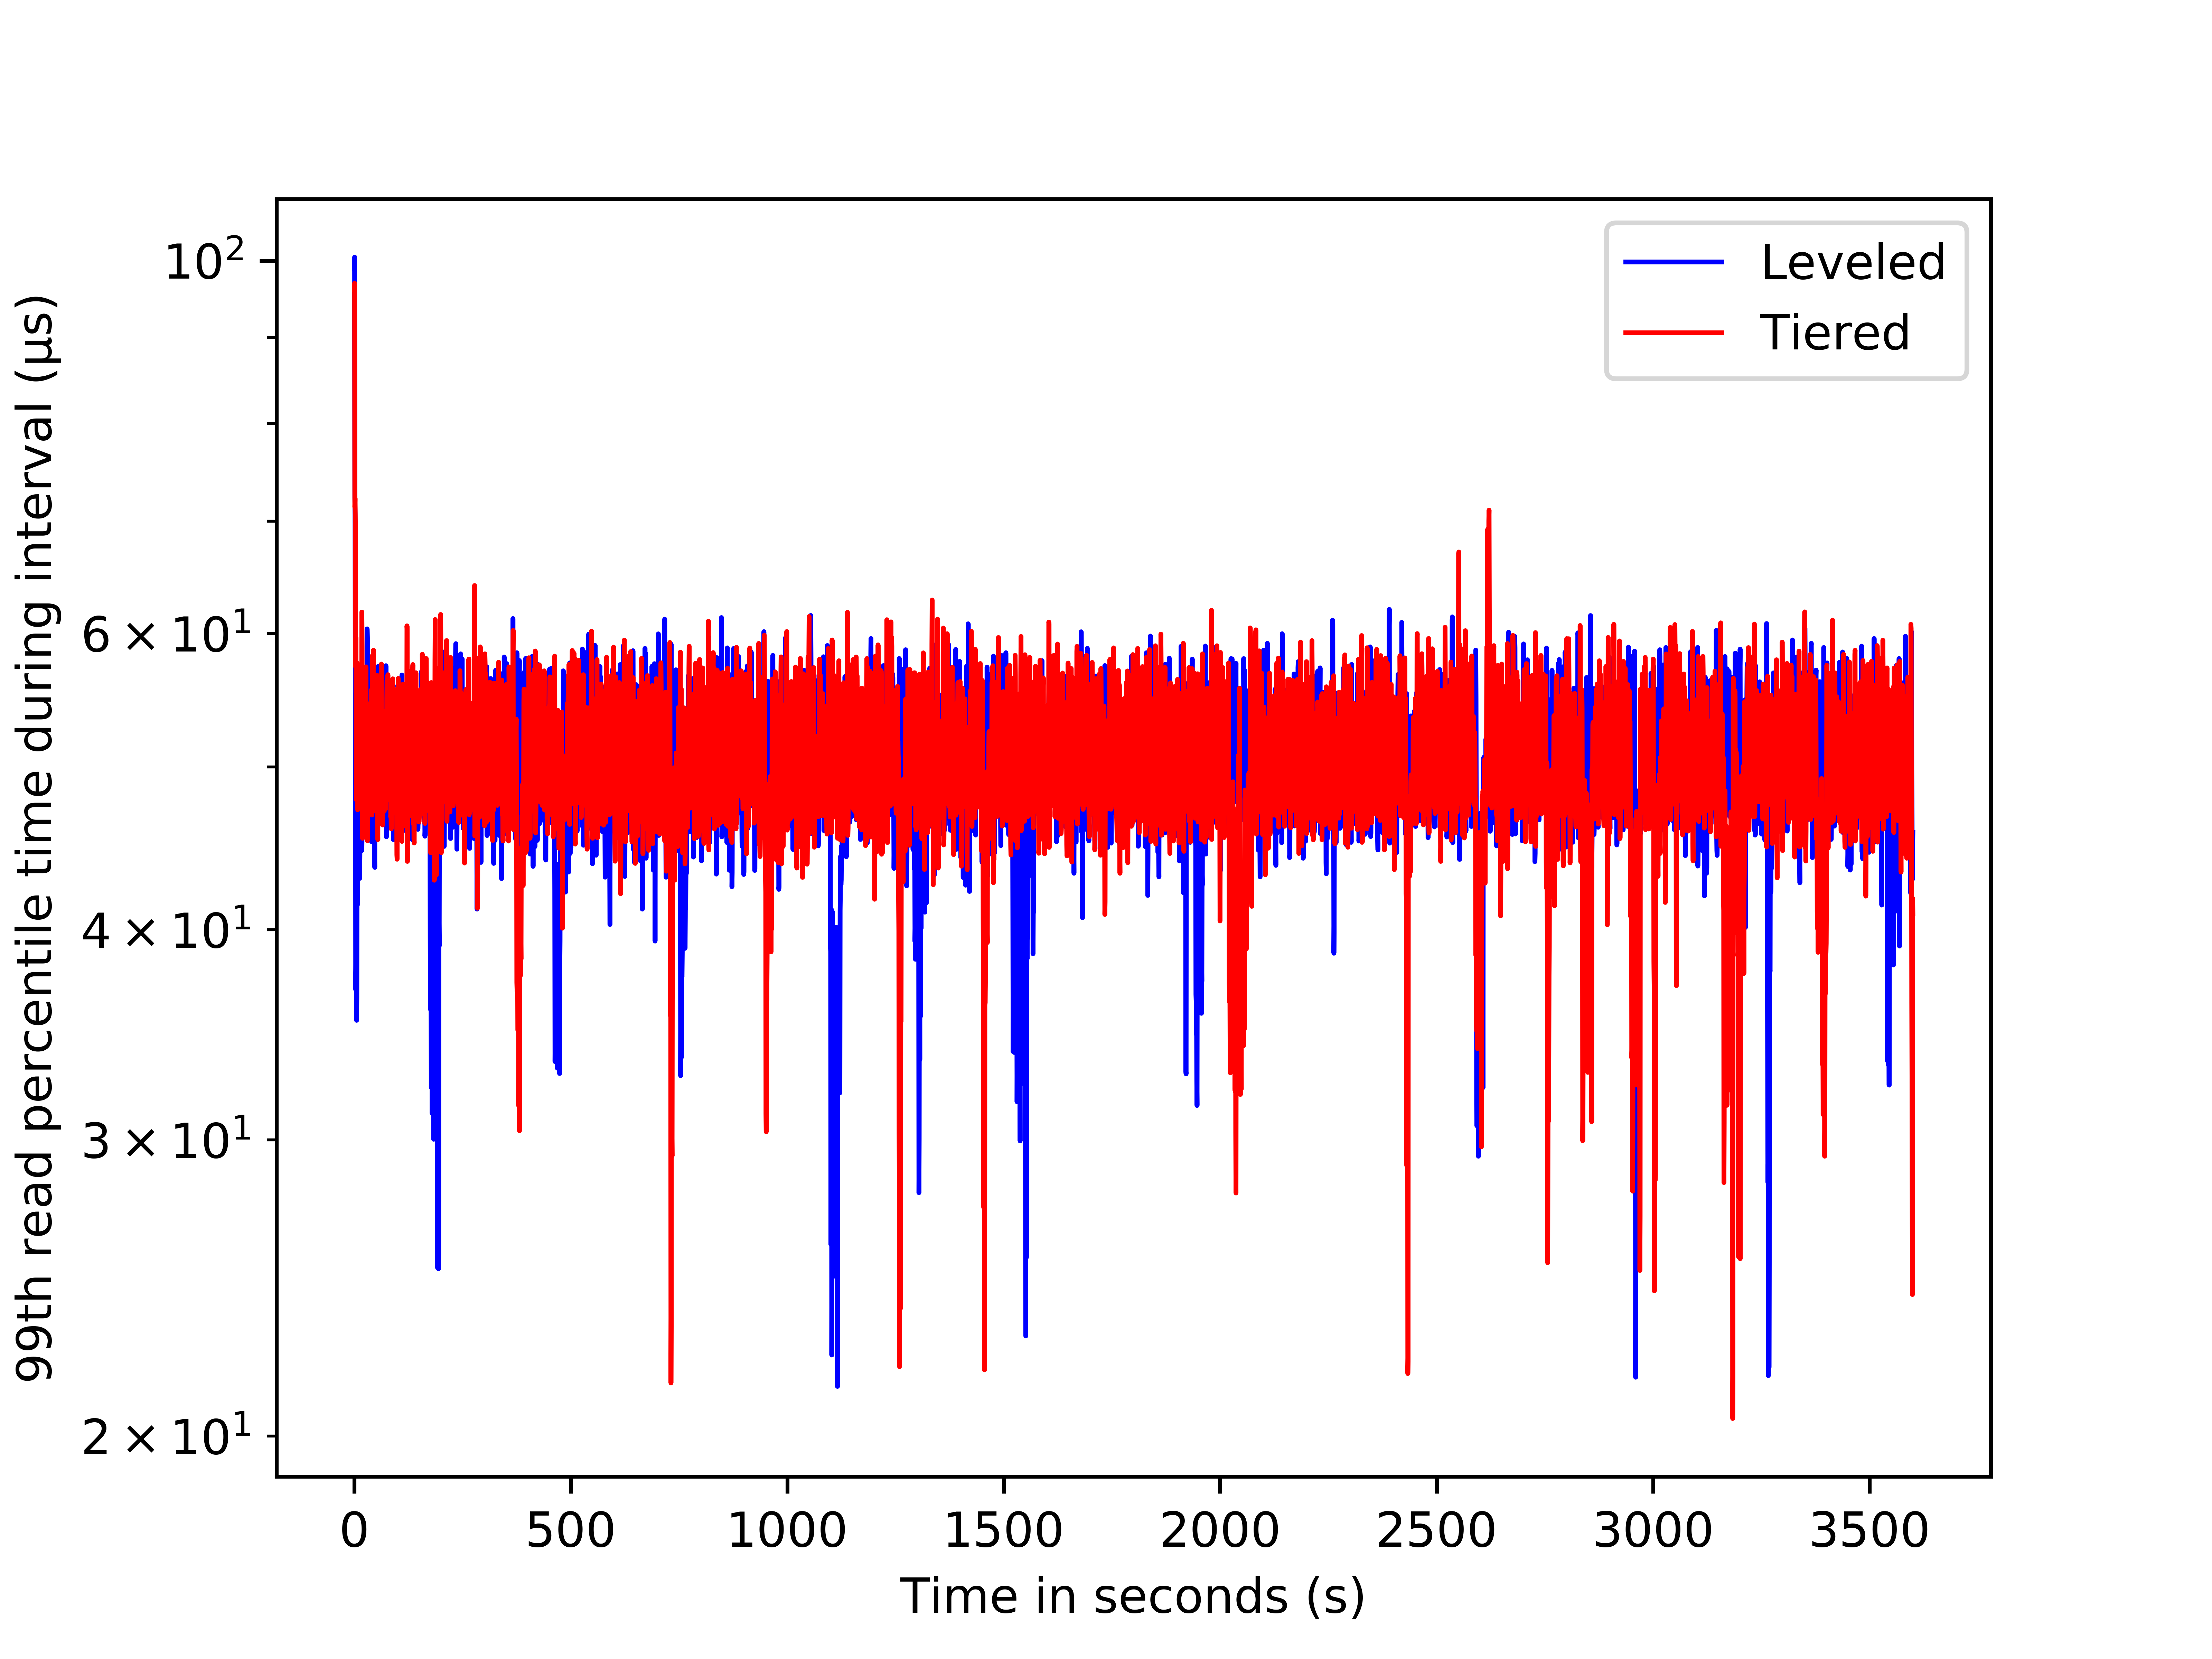 Leveled
Tiered
10²
6 × 10¹
4 × 10¹
3 × 10¹
2 × 10¹
99th read percentile time during interval (µs)
0 500 1000 1500 2000 2500 3000 3500
Time in seconds (s)